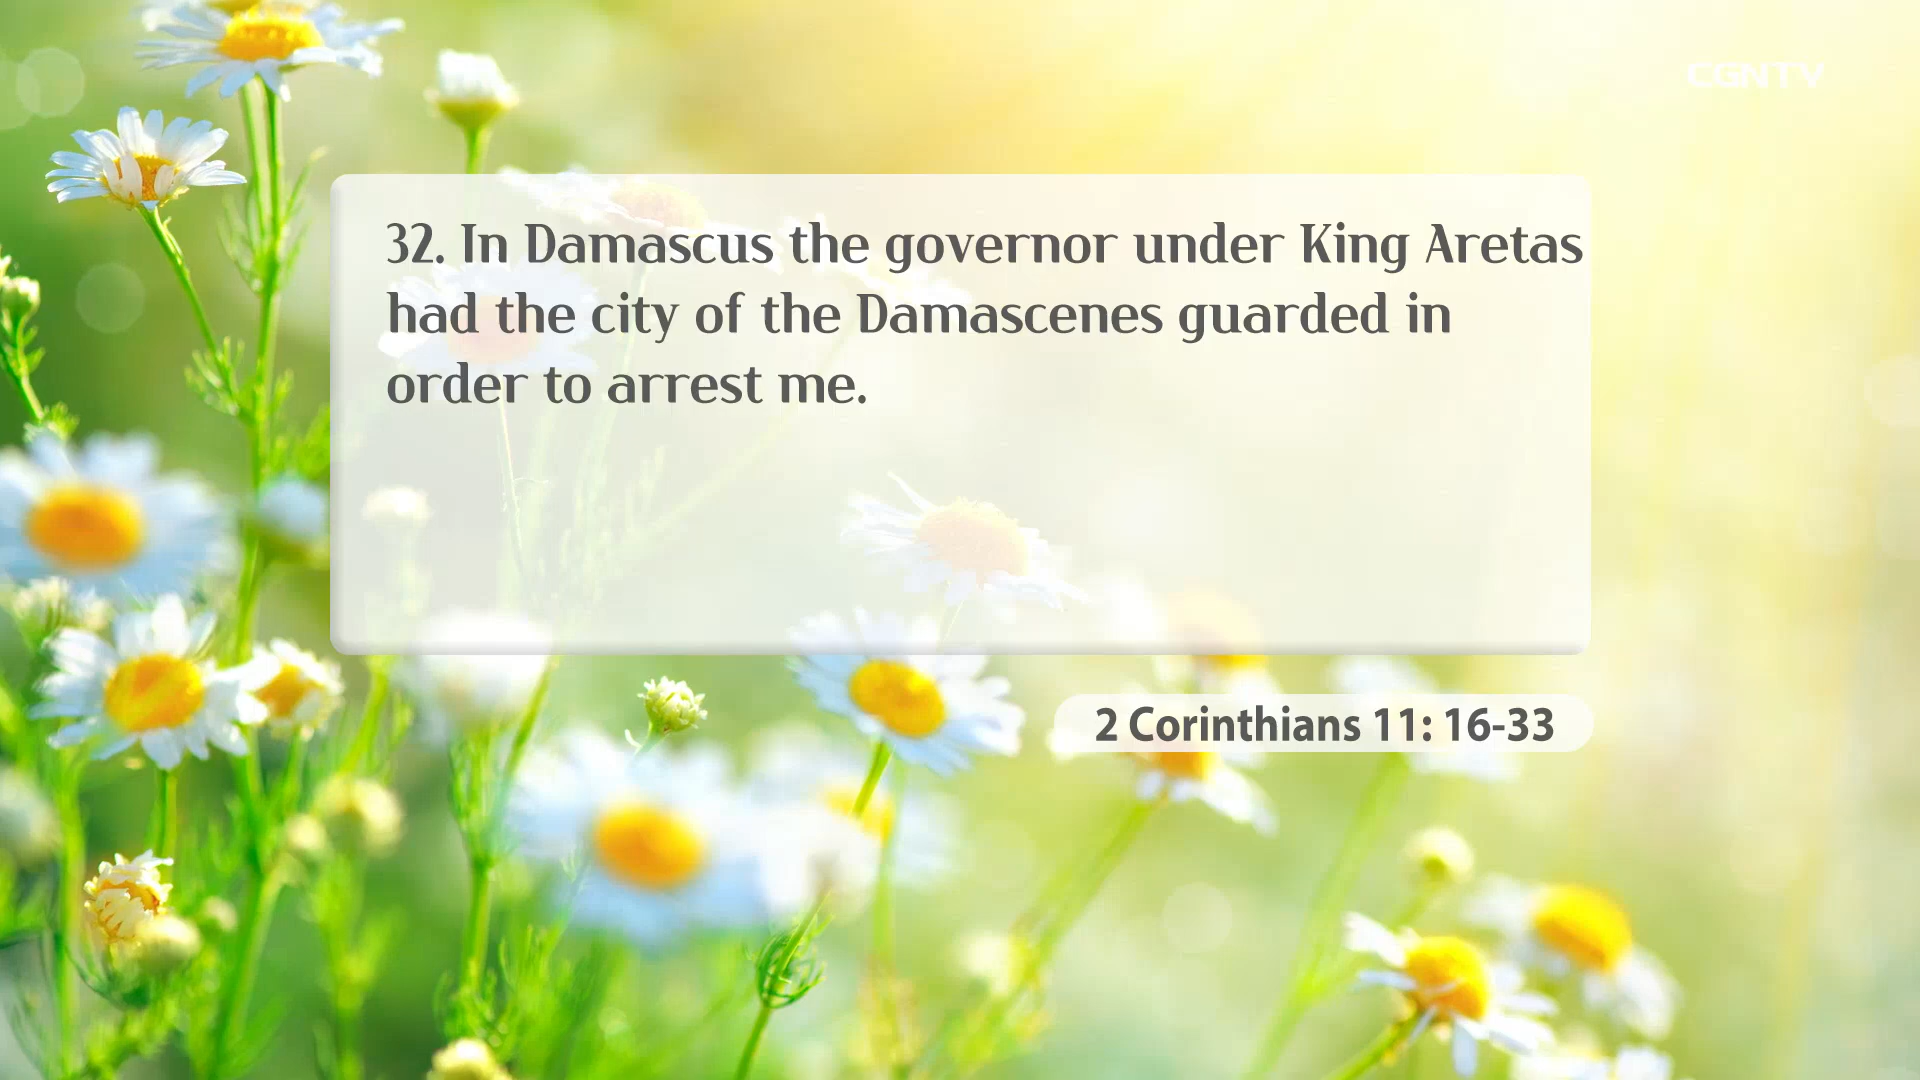 CGNTV
32. In Damascus the governor under King Aretas
had the city of the Damascenes guarded in
order to arrest me.
2 Corinthians 11: 16-33